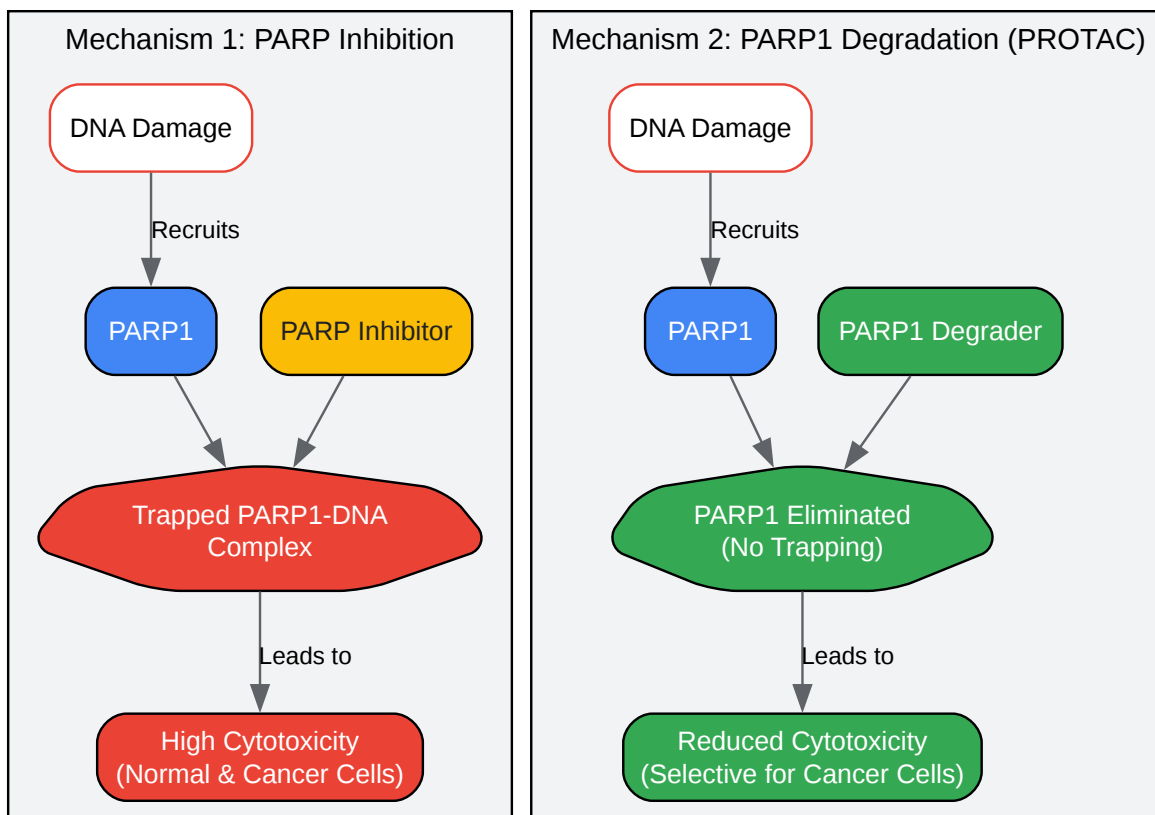 Mechanism 1: PARP Inhibition
DNA Damage
Recruits
PARP1
PARP Inhibitor
Trapped PARP1-DNA
Complex
Leads to
High Cytotoxicity
(Normal & Cancer Cells)
Mechanism 2: PARP1 Degradation (PROTAC)
DNA Damage
Recruits
PARP1
PARP1 Degrader
PARP1 Eliminated
(No Trapping)
Leads to
Reduced Cytotoxicity
(Selective for Cancer Cells)